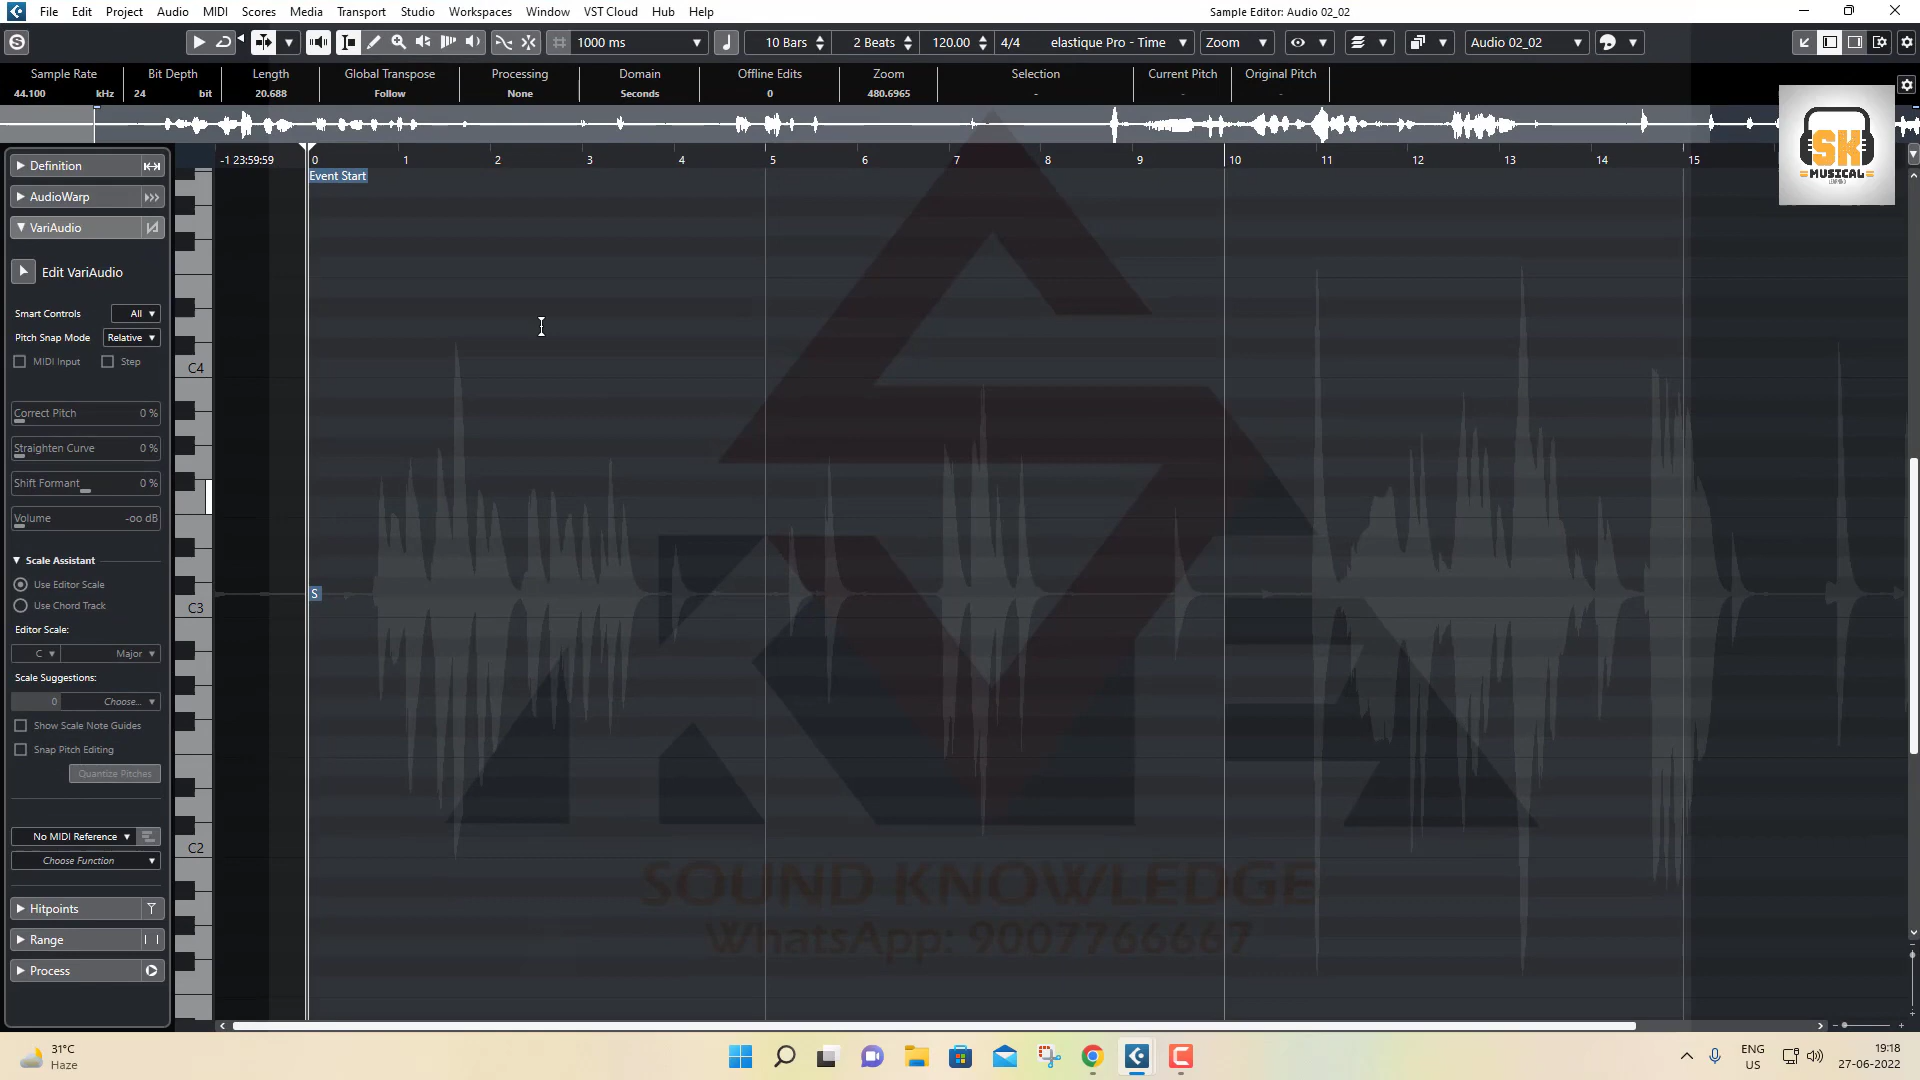 File Edit Project Audio MIDI Scores Media Transport Studio Workspaces Window VST Cloud Hub Help
Sample Editor: Audio 02_02
1000 ms 10 Bars 2 Beats 120.00 4/4 elastique Pro - Time Zoom Audio 02_02
Sample Rate Bit Depth Length Global Transpose Processing Domain Offline Edits Zoom Selection Current Pitch Original Pitch
44.100 kHz 24 bit 20.688 Follow None Seconds 0 480.6965 - - -
SK
MUSICAL
-1 23:59:59 0 1 2 3 4 5 6 7 8 9 10 11 12 13 14 15
Event Start
Definition
AudioWarp
VariAudio
Edit VariAudio
Smart Controls All
Pitch Snap Mode Relative
MIDI Input Step
C4
Correct Pitch 0 %
Straighten Curve 0 %
Shift Formant 0 %
Volume -oo dB
Scale Assistant
Use Editor Scale
S
Use Chord Track
C3
Editor Scale:
C Major
Scale Suggestions:
0 Choose...
Show Scale Note Guides
Snap Pitch Editing
Quantize Pitches
No MIDI Reference
C2
Choose Function
SOUND KNOWLEDGE
WhatsApp: 9007766667
Hitpoints
Range
Process
31°C
Haze
ENG
US
19:18
27-06-2022